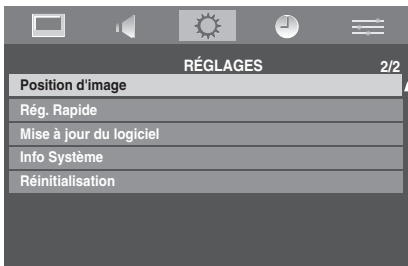 RÉGLAGES 2/2
Position d'image
Rég. Rapide
Mise à jour du logiciel
Info Système
Réinitialisation